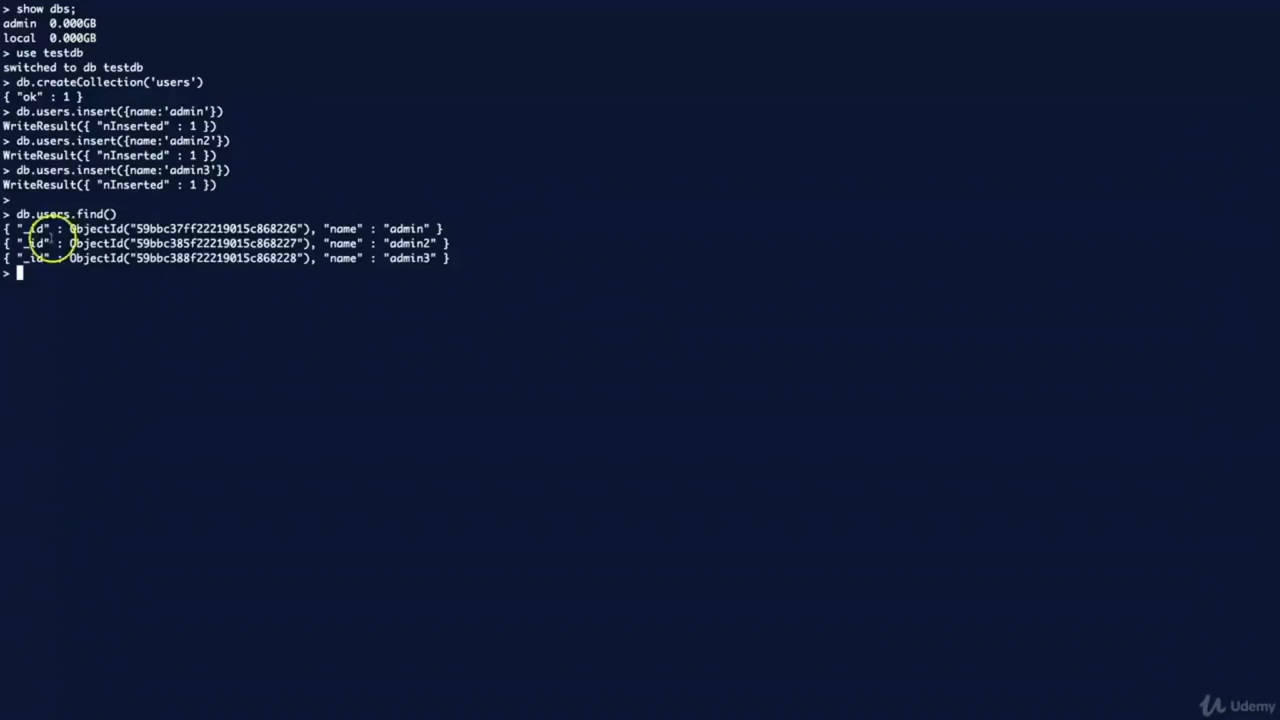 > show dbs;
admin  0.000GB
local  0.000GB
> use testdb
switched to db testdb
> db.createCollection('users')
{ "ok" : 1 }
> db.users.insert({name:'admin'})
WriteResult({ "nInserted" : 1 })
> db.users.insert({name:'admin2'})
WriteResult({ "nInserted" : 1 })
> db.users.insert({name:'admin3'})
WriteResult({ "nInserted" : 1 })
>
> db.users.find()
{ "_id" : ObjectId("59bbc37ff22219015c868226"), "name" : "admin" }
{ "_id" : ObjectId("59bbc385f22219015c868227"), "name" : "admin2" }
{ "_id" : ObjectId("59bbc388f22219015c868228"), "name" : "admin3" }
>
Udemy